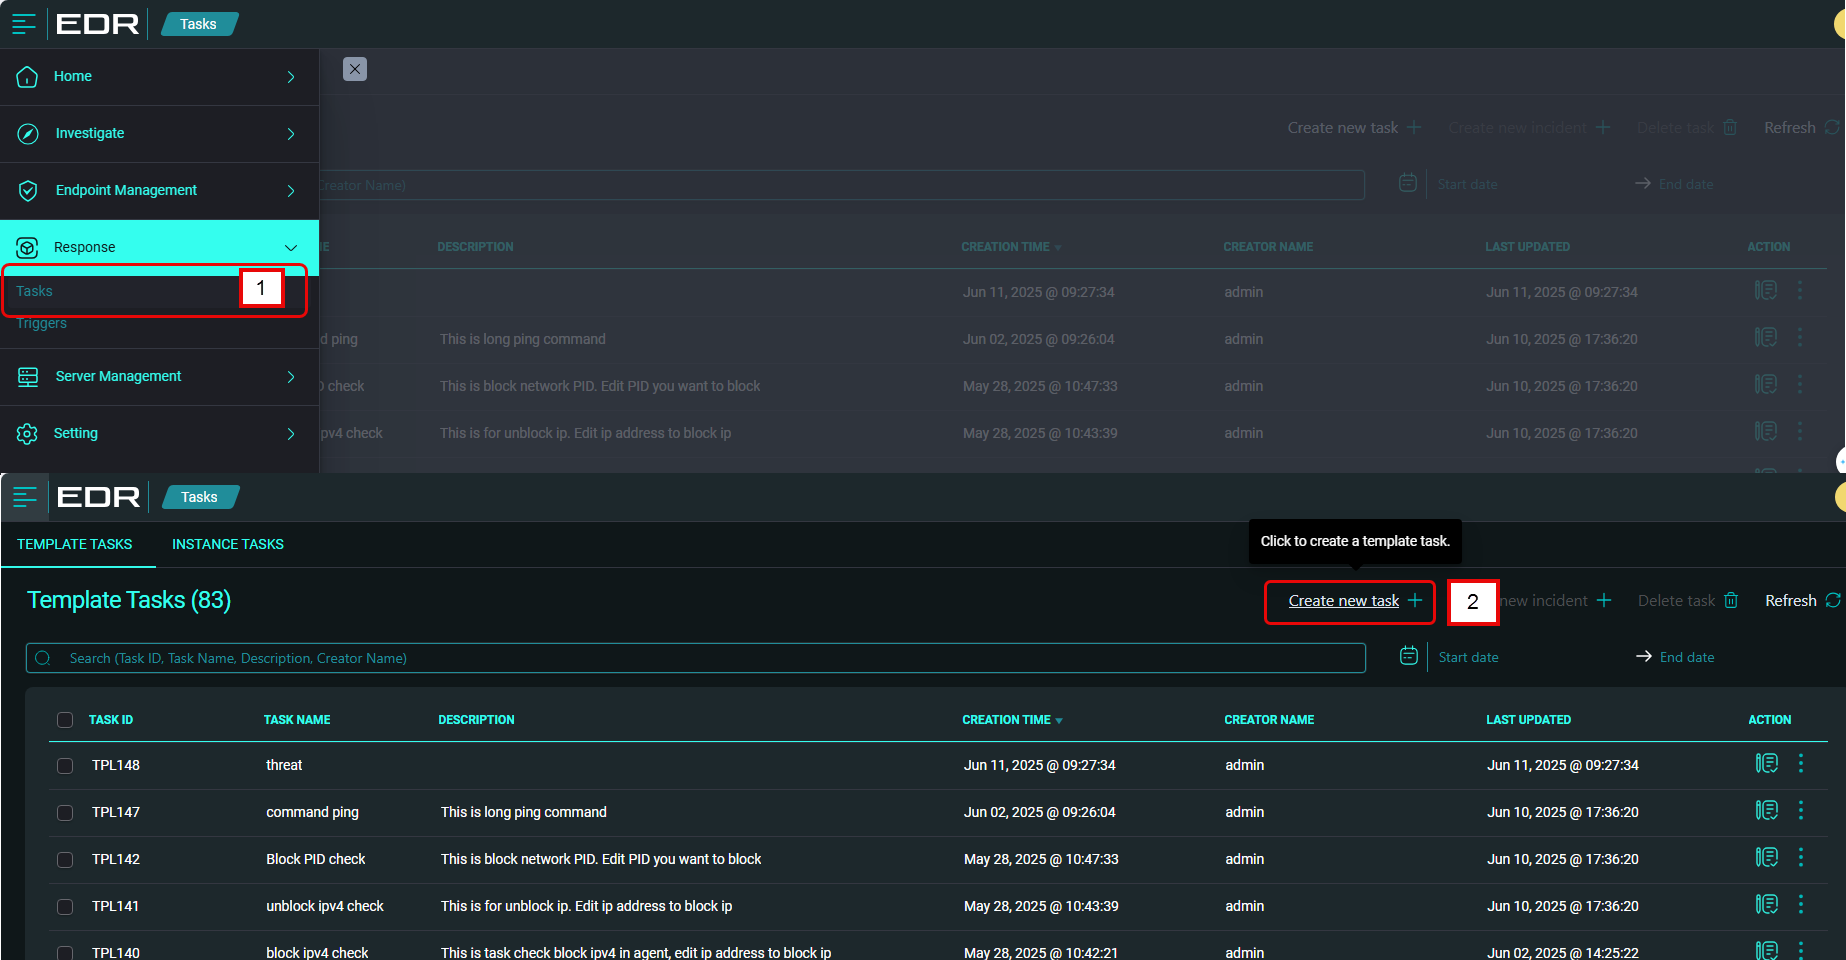 EDR Tasks
Home
Investigate
Endpoint Management
Response
Tasks
1
Triggers
Server Management
Setting
Create new task Create new incident Delete task Refresh
Creator Name)
Start date End date
DESCRIPTION CREATION TIME CREATOR NAME LAST UPDATED ACTION
Jun 11, 2025 @ 09:27:34 admin Jun 11, 2025 @ 09:27:34
d ping This is long ping command Jun 02, 2025 @ 09:26:04 admin Jun 10, 2025 @ 17:36:20
check This is block network PID. Edit PID you want to block May 28, 2025 @ 10:47:33 admin Jun 10, 2025 @ 17:36:20
pv4 check This is for unblock ip. Edit ip address to block ip May 28, 2025 @ 10:43:39 admin Jun 10, 2025 @ 17:36:20
EDR Tasks
TEMPLATE TASKS INSTANCE TASKS
Click to create a template task.
Template Tasks (83)
Create new task 2 new incident Delete task Refresh
Search (Task ID, Task Name, Description, Creator Name)
Start date End date
TASK ID TASK NAME DESCRIPTION CREATION TIME CREATOR NAME LAST UPDATED ACTION
TPL148 threat Jun 11, 2025 @ 09:27:34 admin Jun 11, 2025 @ 09:27:34
TPL147 command ping This is long ping command Jun 02, 2025 @ 09:26:04 admin Jun 10, 2025 @ 17:36:20
TPL142 Block PID check This is block network PID. Edit PID you want to block May 28, 2025 @ 10:47:33 admin Jun 10, 2025 @ 17:36:20
TPL141 unblock ipv4 check This is for unblock ip. Edit ip address to block ip May 28, 2025 @ 10:43:39 admin Jun 10, 2025 @ 17:36:20
TPL140 block ipv4 check This is task check block ipv4 in agent, edit ip address to block ip May 28, 2025 @ 10:42:21 admin Jun 02, 2025 @ 14:25:22